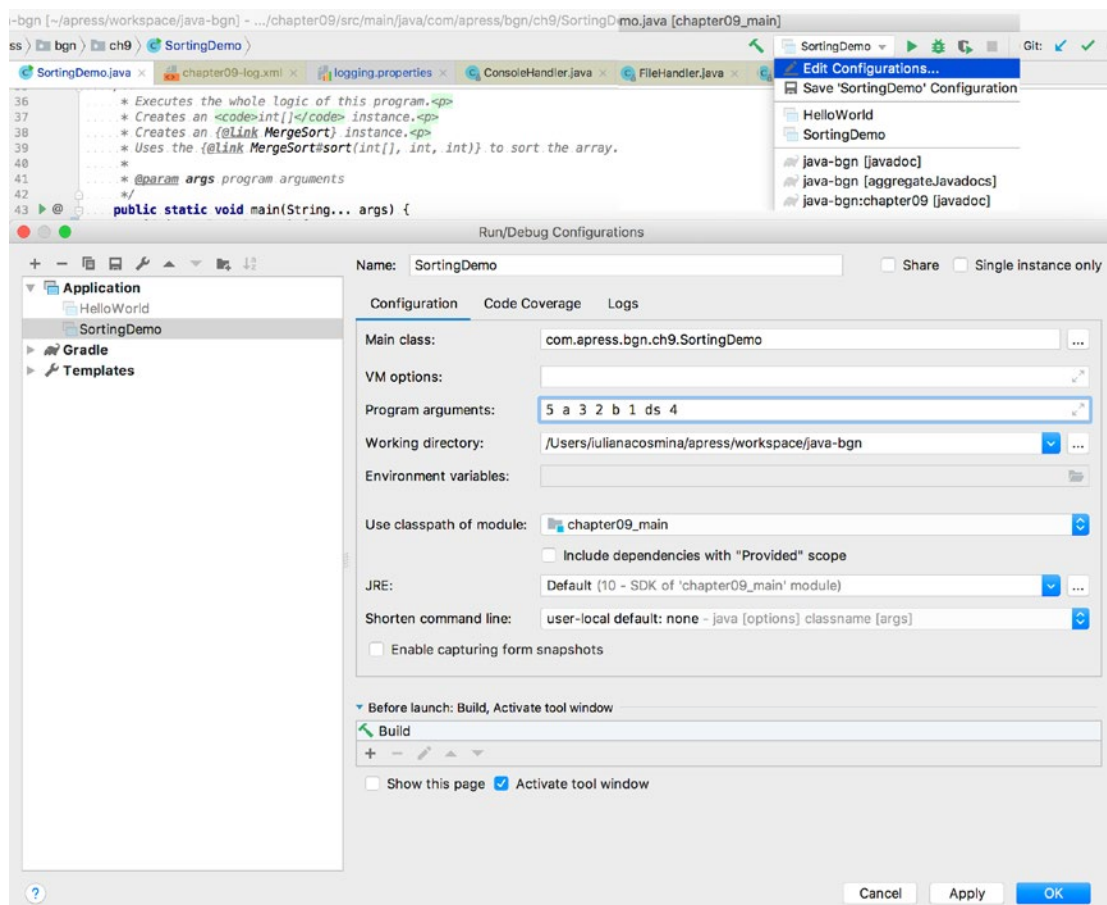 -bgn [~/apress/workspace/java-bgn] - .../chapter09/src/main/java/com/apress/bgn/ch9/SortingDemo.java [chapter09_main]
ss bgn ch9 SortingDemo SortingDemo Git:
SortingDemo.java chapter09-log.xml logging.properties ConsoleHandler.java FileHandler.java
Edit Configurations...
Save 'SortingDemo' Configuration
HelloWorld
SortingDemo
java-bgn [javadoc]
java-bgn [aggregateJavadocs]
java-bgn:chapter09 [javadoc]
36 * Executes the whole logic of this program.<p>
37 * Creates an <code>int[]</code> instance.<p>
38 * Creates an {@link MergeSort} instance.<p>
39 * Uses the {@link MergeSort#sort(int[], int, int)} to sort the array.
40 *
41 * @param args program arguments
42 */
43 @ public static void main(String... args) {
Run/Debug Configurations
Name: SortingDemo Share Single instance only
Application
HelloWorld
SortingDemo
Gradle
Templates
Configuration Code Coverage Logs
Main class: com.apress.bgn.ch9.SortingDemo ...
VM options:
Program arguments: 5 a 3 2 b 1 ds 4
Working directory: /Users/iulianacosmina/apress/workspace/java-bgn ...
Environment variables:
Use classpath of module: chapter09_main
Include dependencies with "Provided" scope
JRE: Default (10 - SDK of 'chapter09_main' module) ...
Shorten command line: user-local default: none - java [options] classname [args]
Enable capturing form snapshots
Before launch: Build, Activate tool window
Build
Show this page Activate tool window
? Cancel Apply OK